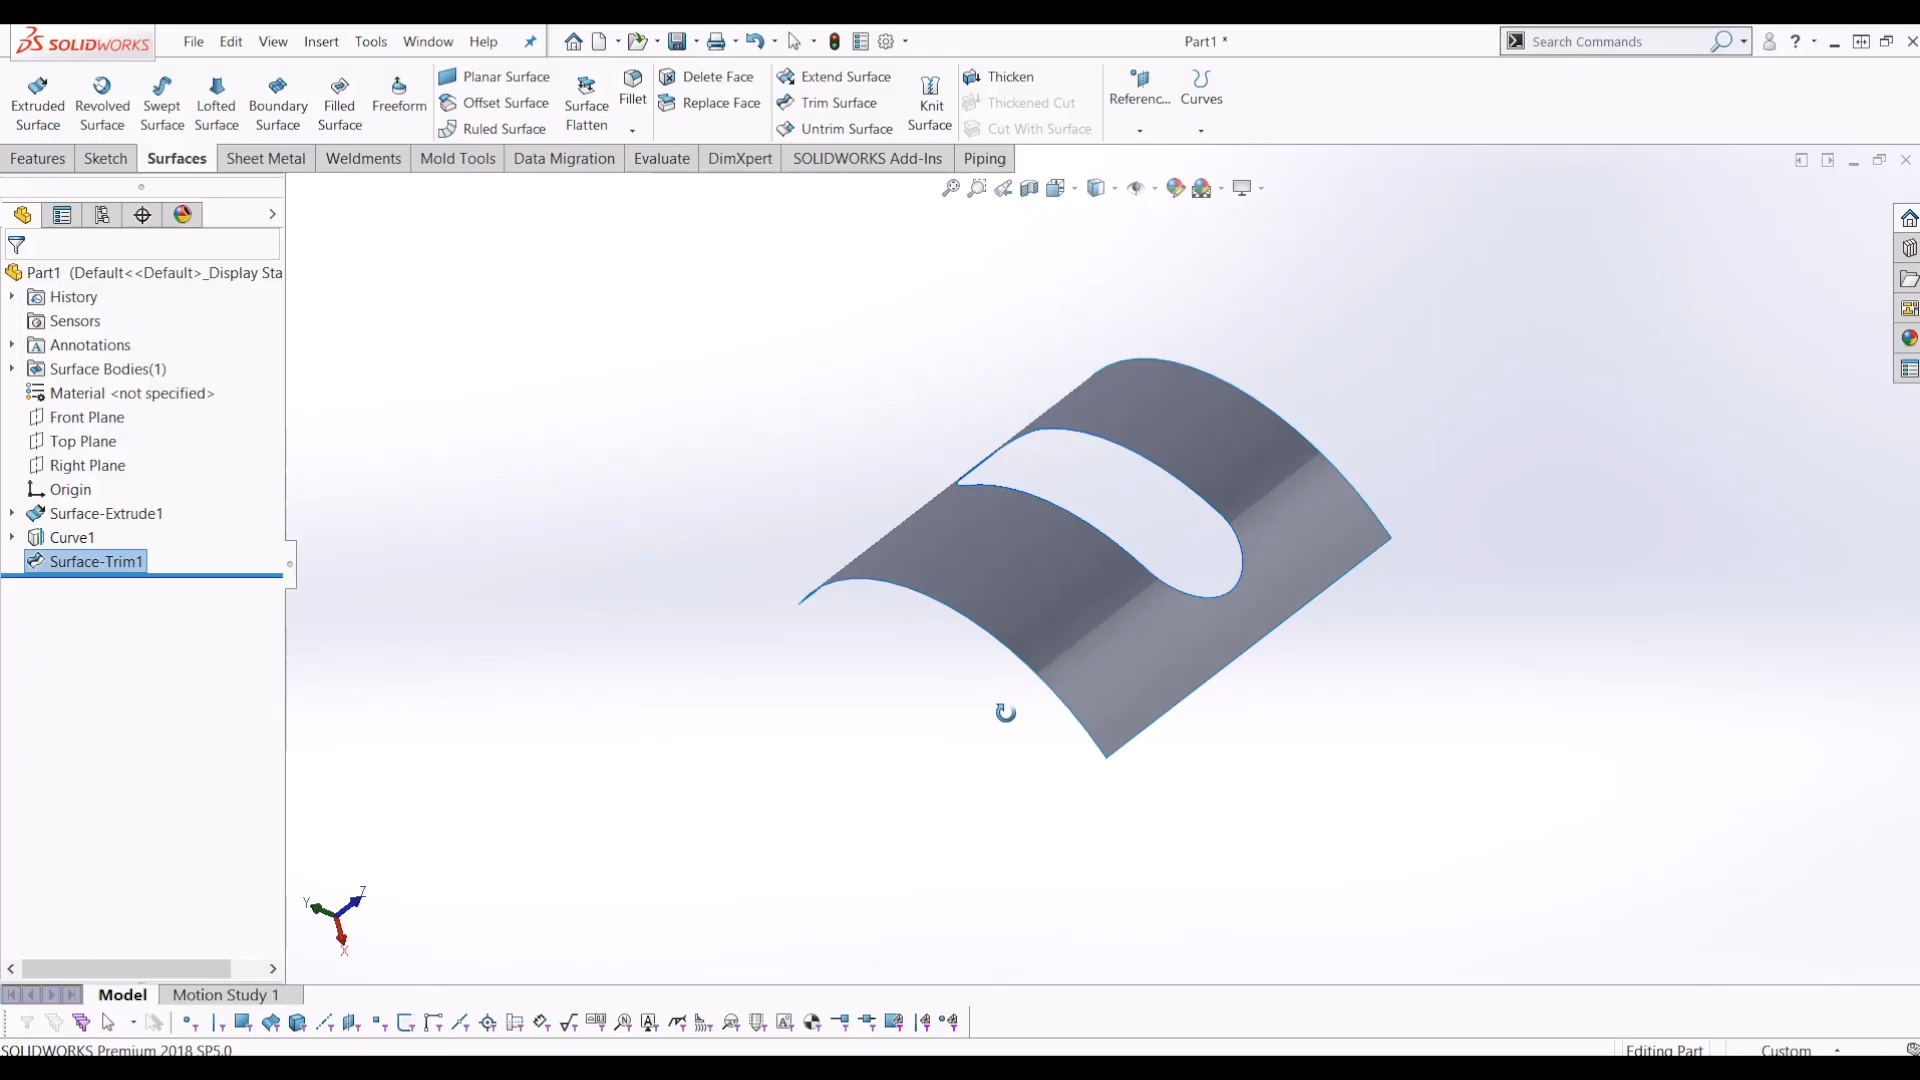 SOLIDWORKS File Edit View Insert Tools Window Help Part1 * Search Commands ?
Extruded Surface
Revolved Surface
Swept Surface
Lofted Surface
Boundary Surface
Filled Surface
Freeform
Planar Surface
Offset Surface
Ruled Surface
Surface Flatten
Fillet
Delete Face
Replace Face
Extend Surface
Trim Surface
Untrim Surface
Knit Surface
Thicken
Thickened Cut
Cut With Surface
Referenc...
Curves
Features Sketch Surfaces Sheet Metal Weldments Mold Tools Data Migration Evaluate DimXpert SOLIDWORKS Add-Ins Piping
Part1 (Default<<Default>_Display Sta
History
Sensors
Annotations
Surface Bodies(1)
Material <not specified>
Front Plane
Top Plane
Right Plane
Origin
Surface-Extrude1
Curve1
Surface-Trim1
Y
Z
X
Model Motion Study 1
SOLIDWORKS Premium 2018 SP5.0 Editing Part Custom